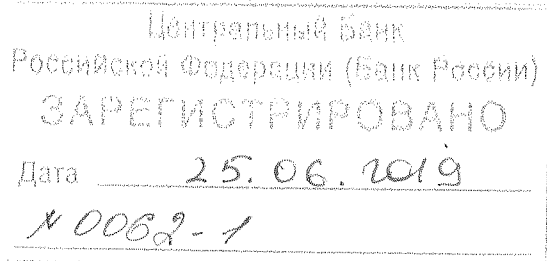 Центральный Банк
Российской Федерации (Банк России)
ЗАРЕГИСТРИРОВАНО
Дата 25.06.2019
№ 0062-1